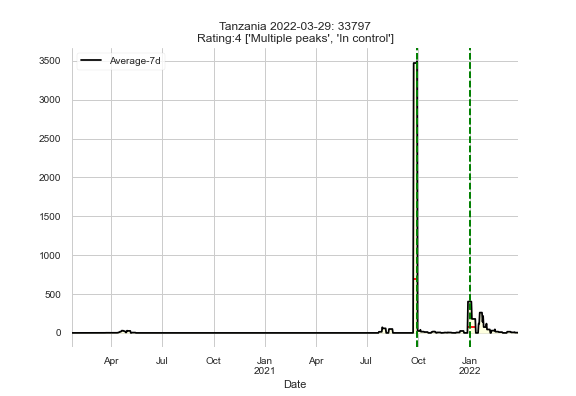 Tanzania 2022-03-29: 33797
Rating:4 ['Multiple peaks', 'In control']
Average-7d
3500
3000
2500
2000
1500
1000
500
0
Apr Jul Oct Jan Apr Jul Oct Jan
2021 2022
Date